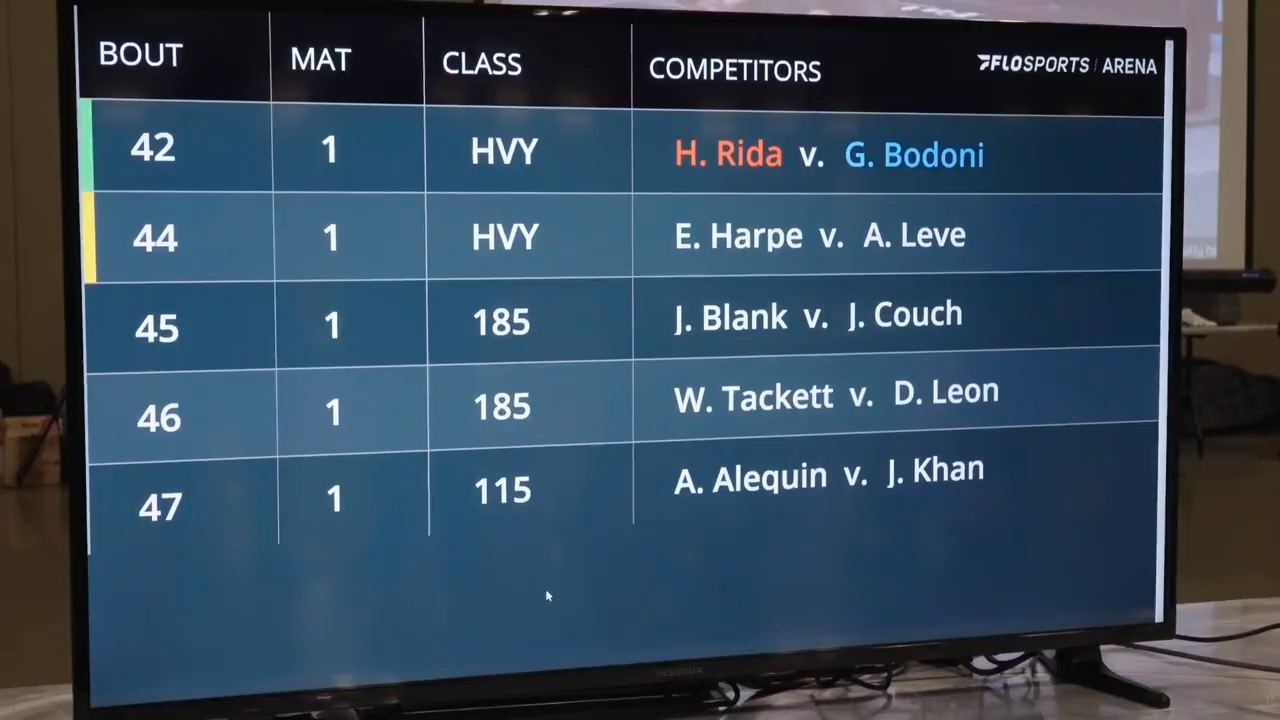 BOUT MAT CLASS COMPETITORS FLOSPORTS | ARENA
42 1 HVY H. Rida v. G. Bodoni
44 1 HVY E. Harpe v. A. Leve
45 1 185 J. Blank v. J. Couch
46 1 185 W. Tackett v. D. Leon
47 1 115 A. Alequin v. J. Khan
INSIGNIA